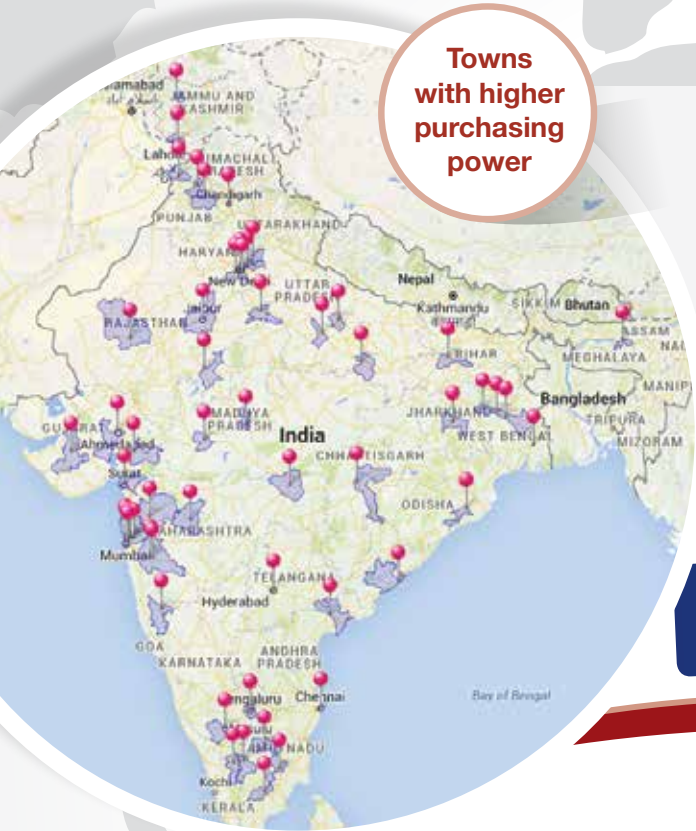 Towns
with higher
purchasing
power
JAMMU AND
KASHMIR
HIMACHAL
PRADESH
Chandigarh
PUNJAB
UTTARAKHAND
HARYANA
New Delhi
UTTAR
PRADESH
Nepal
Kathmandu
SIKKIM
Bhutan
ASSAM
NAL
MEGHALAYA
MANIP
BIHAR
Jaipur
RAJASTHAN
Bangladesh
TRIPURA
MIZORAM
JHARKHAND
WEST BENGAL
GUJARAT
Ahmedabad
MADHYA
PRADESH
India
CHHATTISGARH
Surat
ODISHA
MAHARASHTRA
Mumbai
TELANGANA
Hyderabad
GOA
KARNATAKA
ANDHRA
PRADESH
Bay of Bengal
Bengaluru
Chennai
TAMIL NADU
Kochi
KERALA